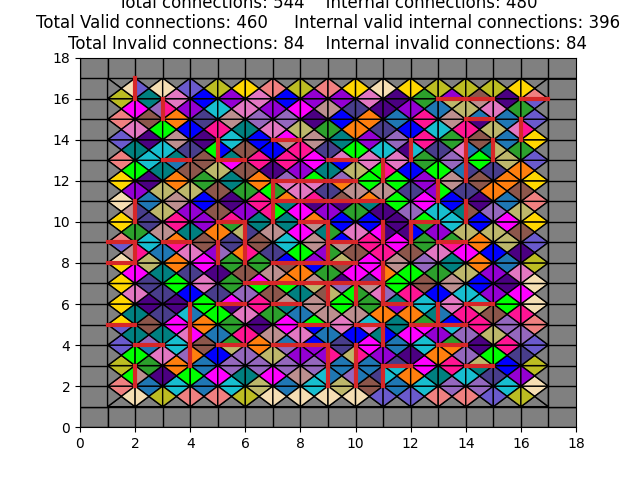 Total connections: 544    Internal connections: 480
Total Valid connections: 460    Internal valid internal connections: 396
Total Invalid connections: 84    Internal invalid connections: 84
18
16
14
12
10
8
6
4
2
0
0 2 4 6 8 10 12 14 16 18